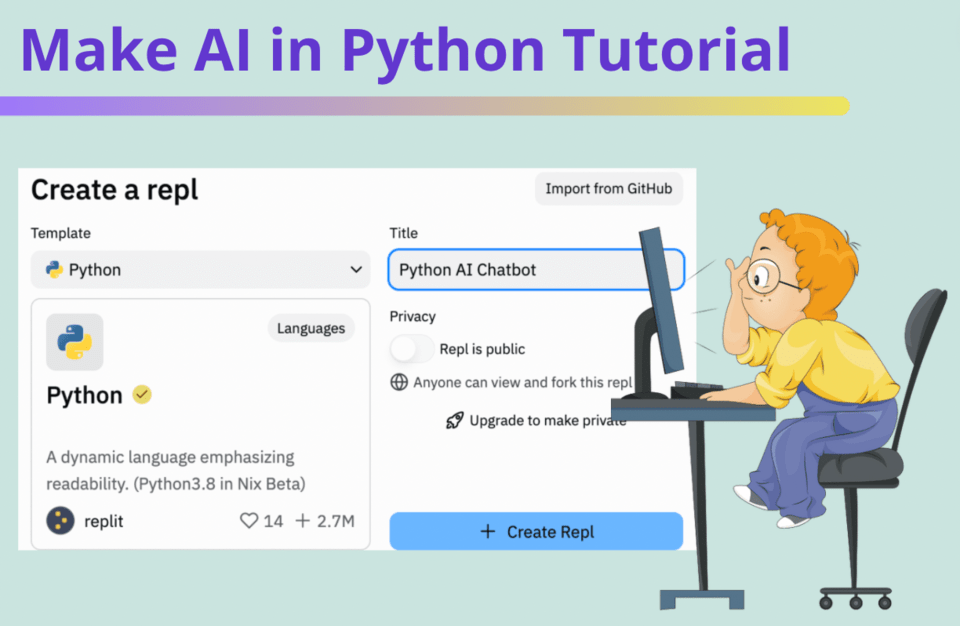 Make AI in Python Tutorial
Create a repl
Import from GitHub
Template
Python
Languages
Python
A dynamic language emphasizing
readability. (Python3.8 in Nix Beta)
replit
14
2.7M
Title
Python AI Chatbot
Privacy
Repl is public
Anyone can view and fork this repl
Upgrade to make private
+ Create Repl